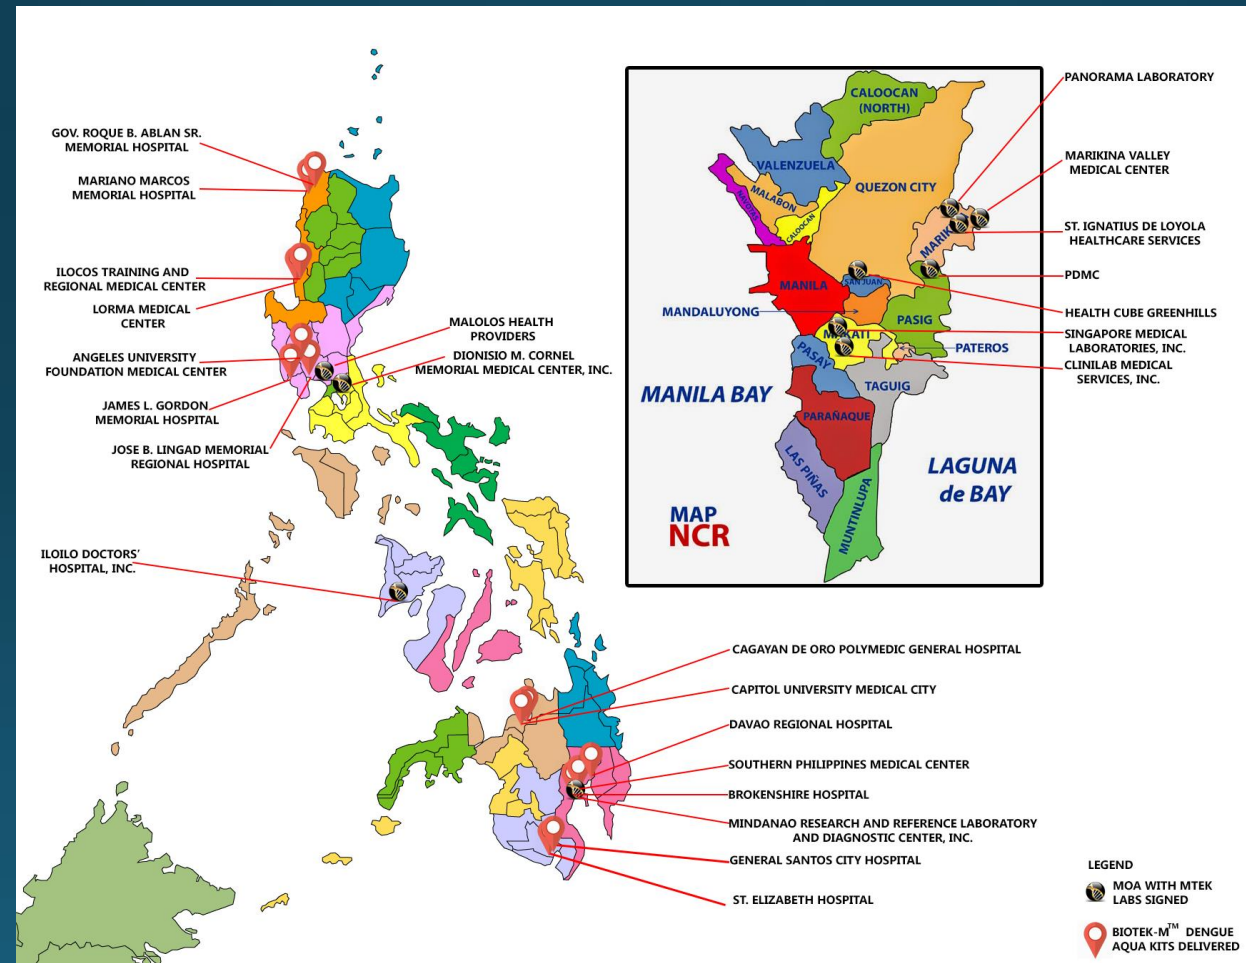 GOV. ROQUE B. ABLAN SR.
MEMORIAL HOSPITAL
MARIANO MARCOS
MEMORIAL HOSPITAL
ILOCOS TRAINING AND
REGIONAL MEDICAL CENTER
LORMA MEDICAL
CENTER
ANGELES UNIVERSITY
FOUNDATION MEDICAL CENTER
JAMES L. GORDON
MEMORIAL HOSPITAL
JOSE B. LINGAD MEMORIAL
REGIONAL HOSPITAL
MALOLOS HEALTH
PROVIDERS
DIONISIO M. CORNEL
MEMORIAL MEDICAL CENTER, INC.
ILOILO DOCTORS'
HOSPITAL, INC.
CALOOCAN
(NORTH)
VALENZUELA
QUEZON CITY
MALABON
NAVOTAS
CALOOCAN
MARIK
MANILA
SAN JUAN
MANDALUYONG
PASIG
MAKATI
PATEROS
PASAY
TAGUIG
MANILA BAY
PARAÑAQUE
LAS PIÑAS
LAGUNA
de BAY
MUNTINLUPA
MAP
NCR
PANORAMA LABORATORY
MARIKINA VALLEY
MEDICAL CENTER
ST. IGNATIUS DE LOYOLA
HEALTHCARE SERVICES
PDMC
HEALTH CUBE GREENHILLS
SINGAPORE MEDICAL
LABORATORIES, INC.
CLINILAB MEDICAL
SERVICES, INC.
CAGAYAN DE ORO POLYMEDIC GENERAL HOSPITAL
CAPITOL UNIVERSITY MEDICAL CITY
DAVAO REGIONAL HOSPITAL
SOUTHERN PHILIPPINES MEDICAL CENTER
BROKENSHIRE HOSPITAL
MINDANAO RESEARCH AND REFERENCE LABORATORY
AND DIAGNOSTIC CENTER, INC.
GENERAL SANTOS CITY HOSPITAL
ST. ELIZABETH HOSPITAL
LEGEND
MOA WITH MTEK
LABS SIGNED
BIOTEK-M™ DENGUE
AQUA KITS DELIVERED